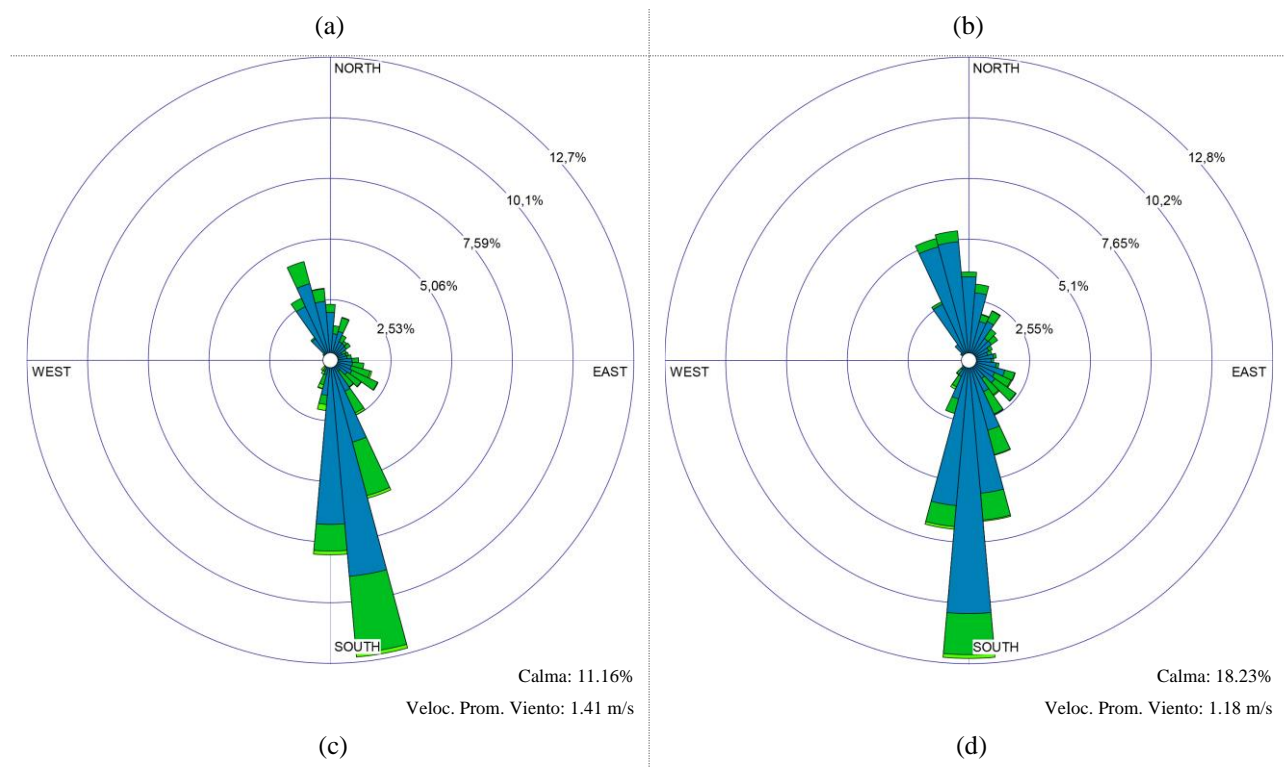 (a)
(b)
NORTH
12,7%
10,1%
7,59%
5,06%
2,53%
WEST
EAST
SOUTH
Calma: 11.16%
Veloc. Prom. Viento: 1.41 m/s
(c)
NORTH
12,8%
10,2%
7,65%
5,1%
2,55%
WEST
EAST
SOUTH
Calma: 18.23%
Veloc. Prom. Viento: 1.18 m/s
(d)